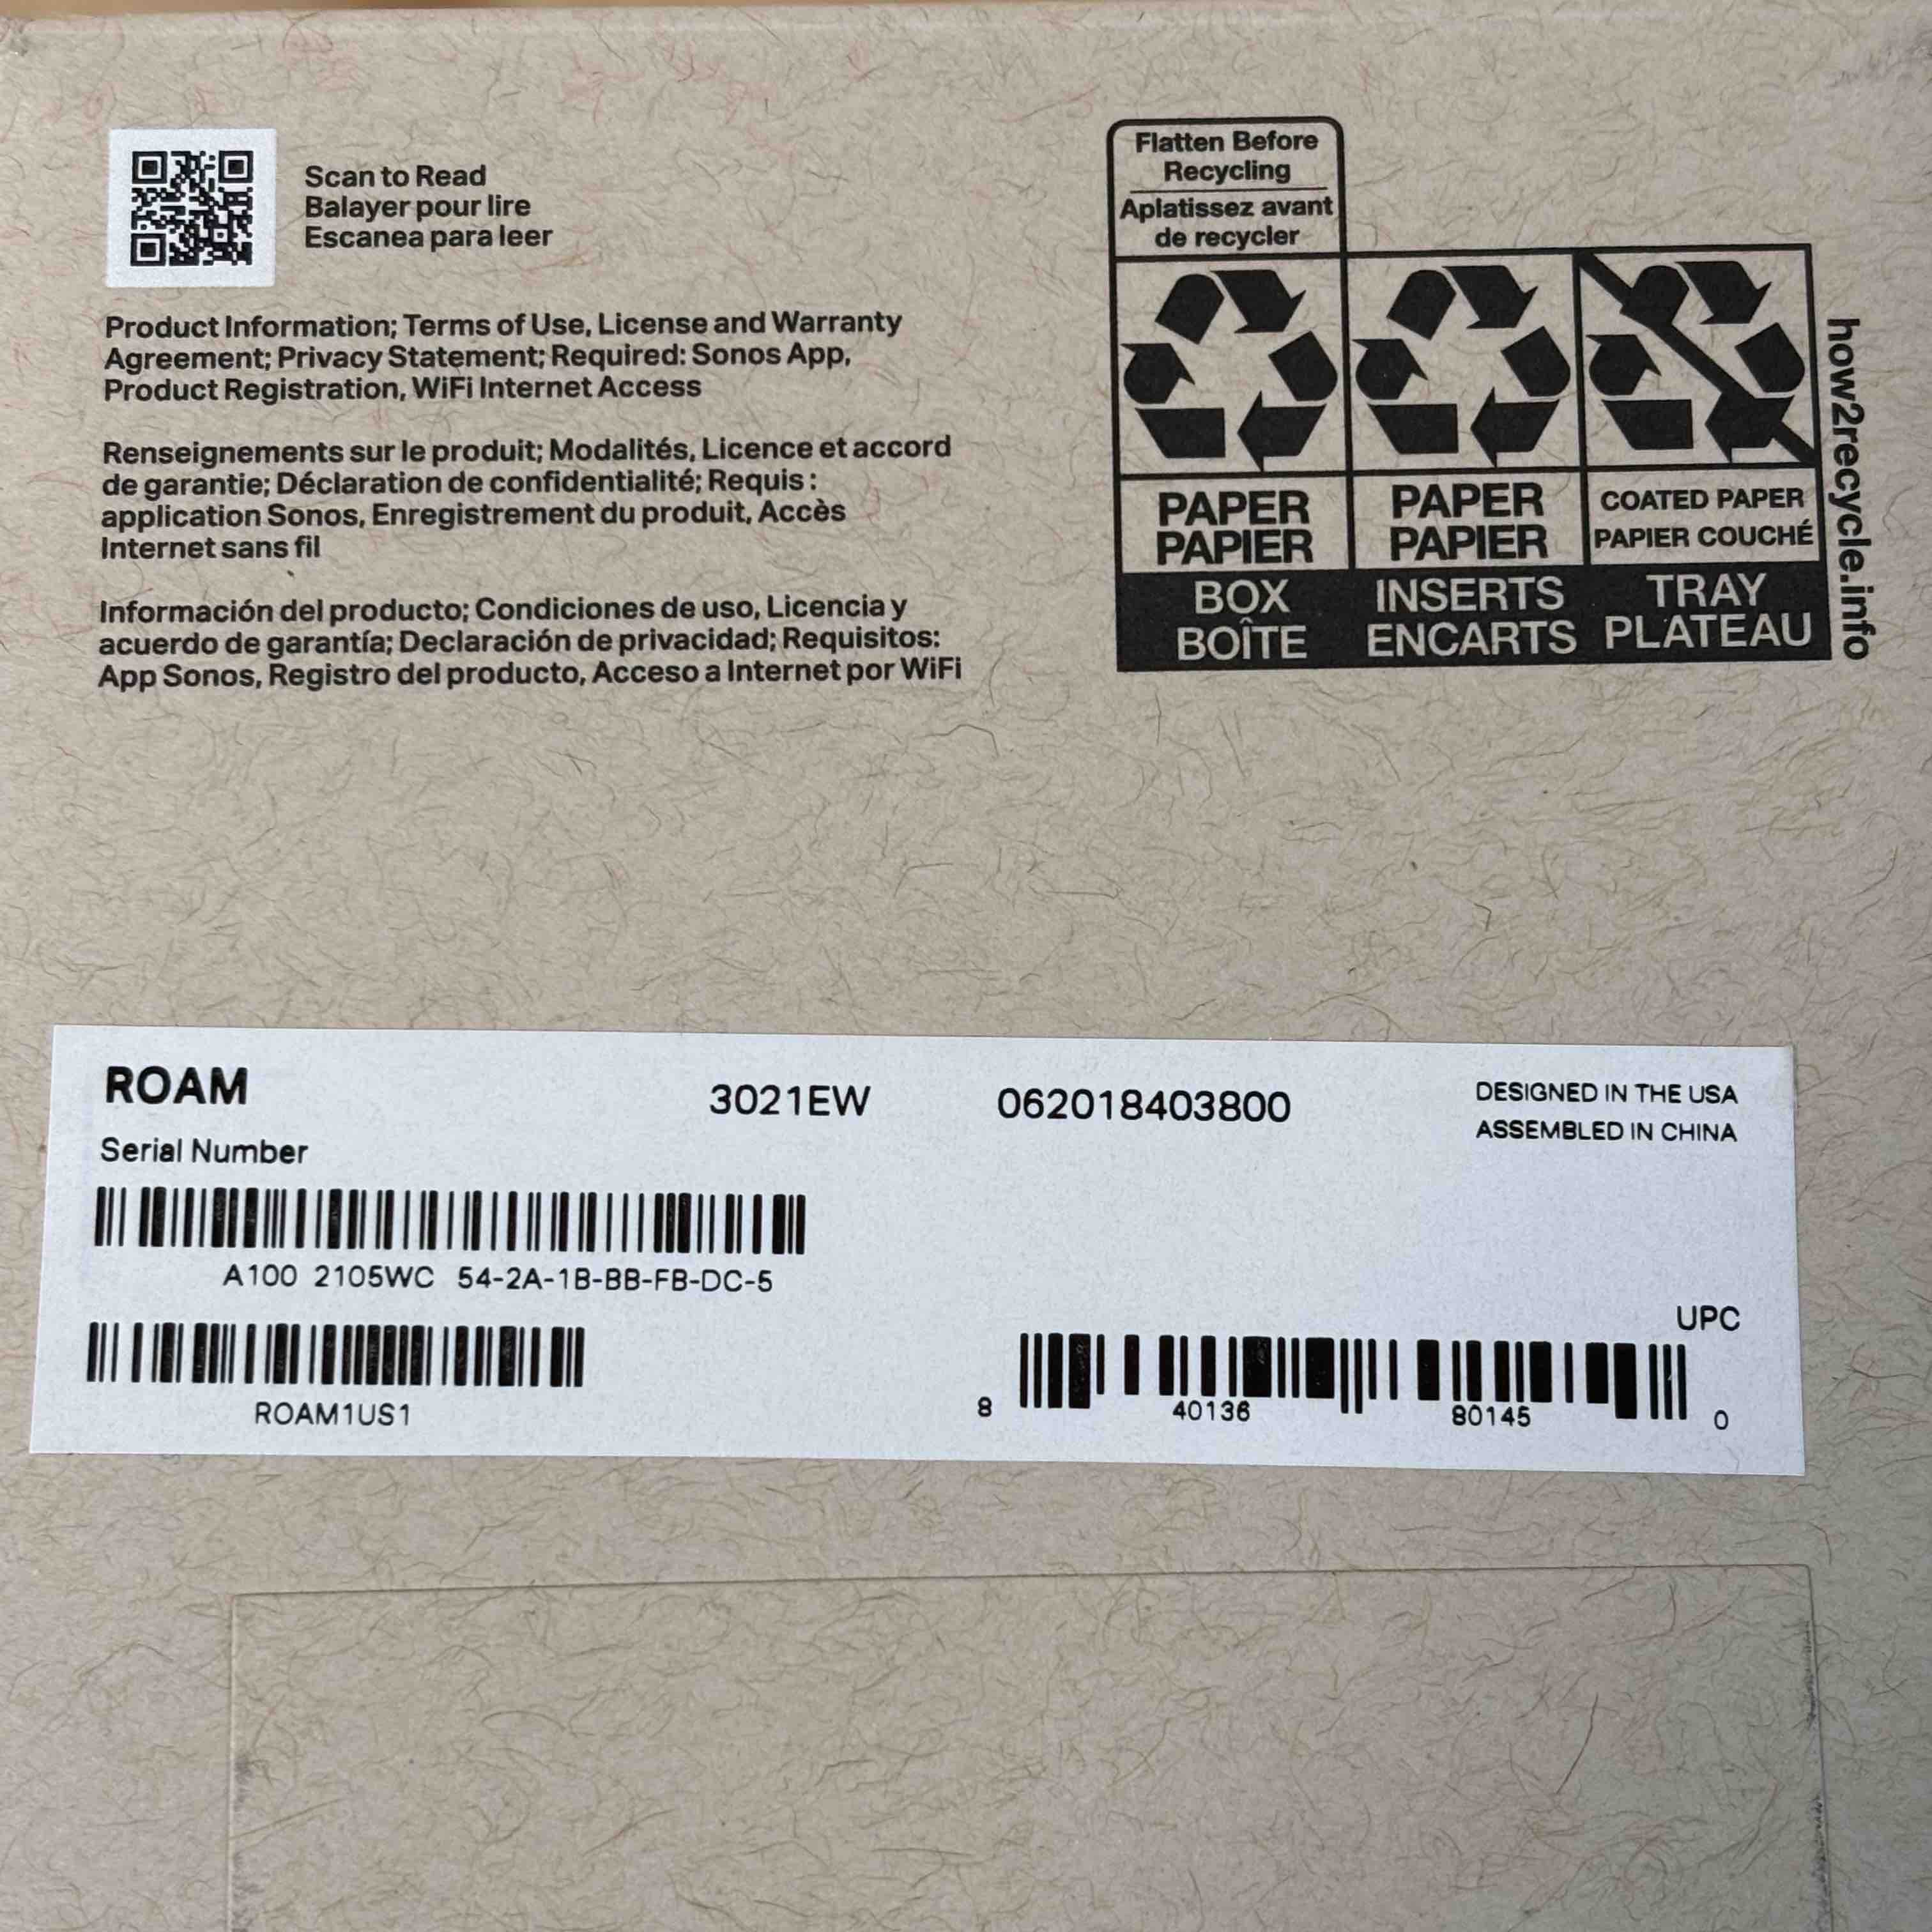 Scan to Read
Balayer pour lire
Escanea para leer
Product Information; Terms of Use, License and Warranty
Agreement; Privacy Statement; Required: Sonos App,
Product Registration, WiFi Internet Access
Renseignements sur le produit; Modalités, Licence et accord
de garantie; Déclaration de confidentialité; Requis :
application Sonos, Enregistrement du produit, Accès
Internet sans fil
Información del producto; Condiciones de uso, Licencia y
acuerdo de garantía; Declaración de privacidad; Requisitos:
App Sonos, Registro del producto, Acceso a Internet por WiFi
Flatten Before
Recycling
Aplatissez avant
de recycler
PAPER
PAPIER
BOX
BOÎTE
PAPER
PAPIER
INSERTS
ENCARTS
COATED PAPER
PAPIER COUCHÉ
TRAY
PLATEAU
how2recycle.info
ROAM
3021EW
062018403800
DESIGNED IN THE USA
ASSEMBLED IN CHINA
Serial Number
A100 2105WC 54-2A-1B-BB-FB-DC-5
ROAM1US1
UPC
8 40136 80145 0